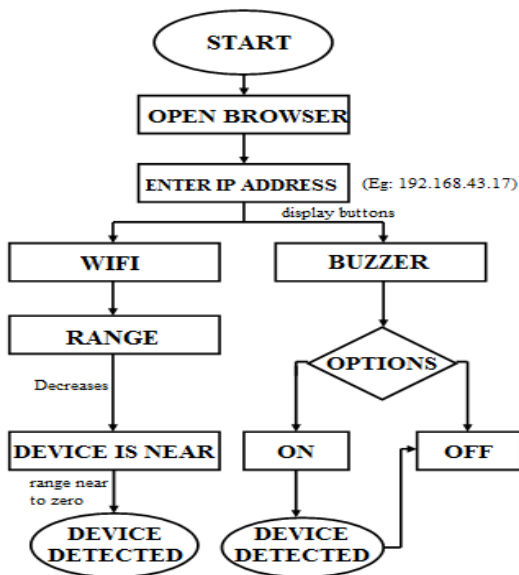 START
OPEN BROWSER
ENTER IP ADDRESS
(Eg: 192.168.43.17)
display buttons
WIFI
BUZZER
RANGE
OPTIONS
Decreases
DEVICE IS NEAR
ON
OFF
range near
to zero
DEVICE
DETECTED
DEVICE
DETECTED